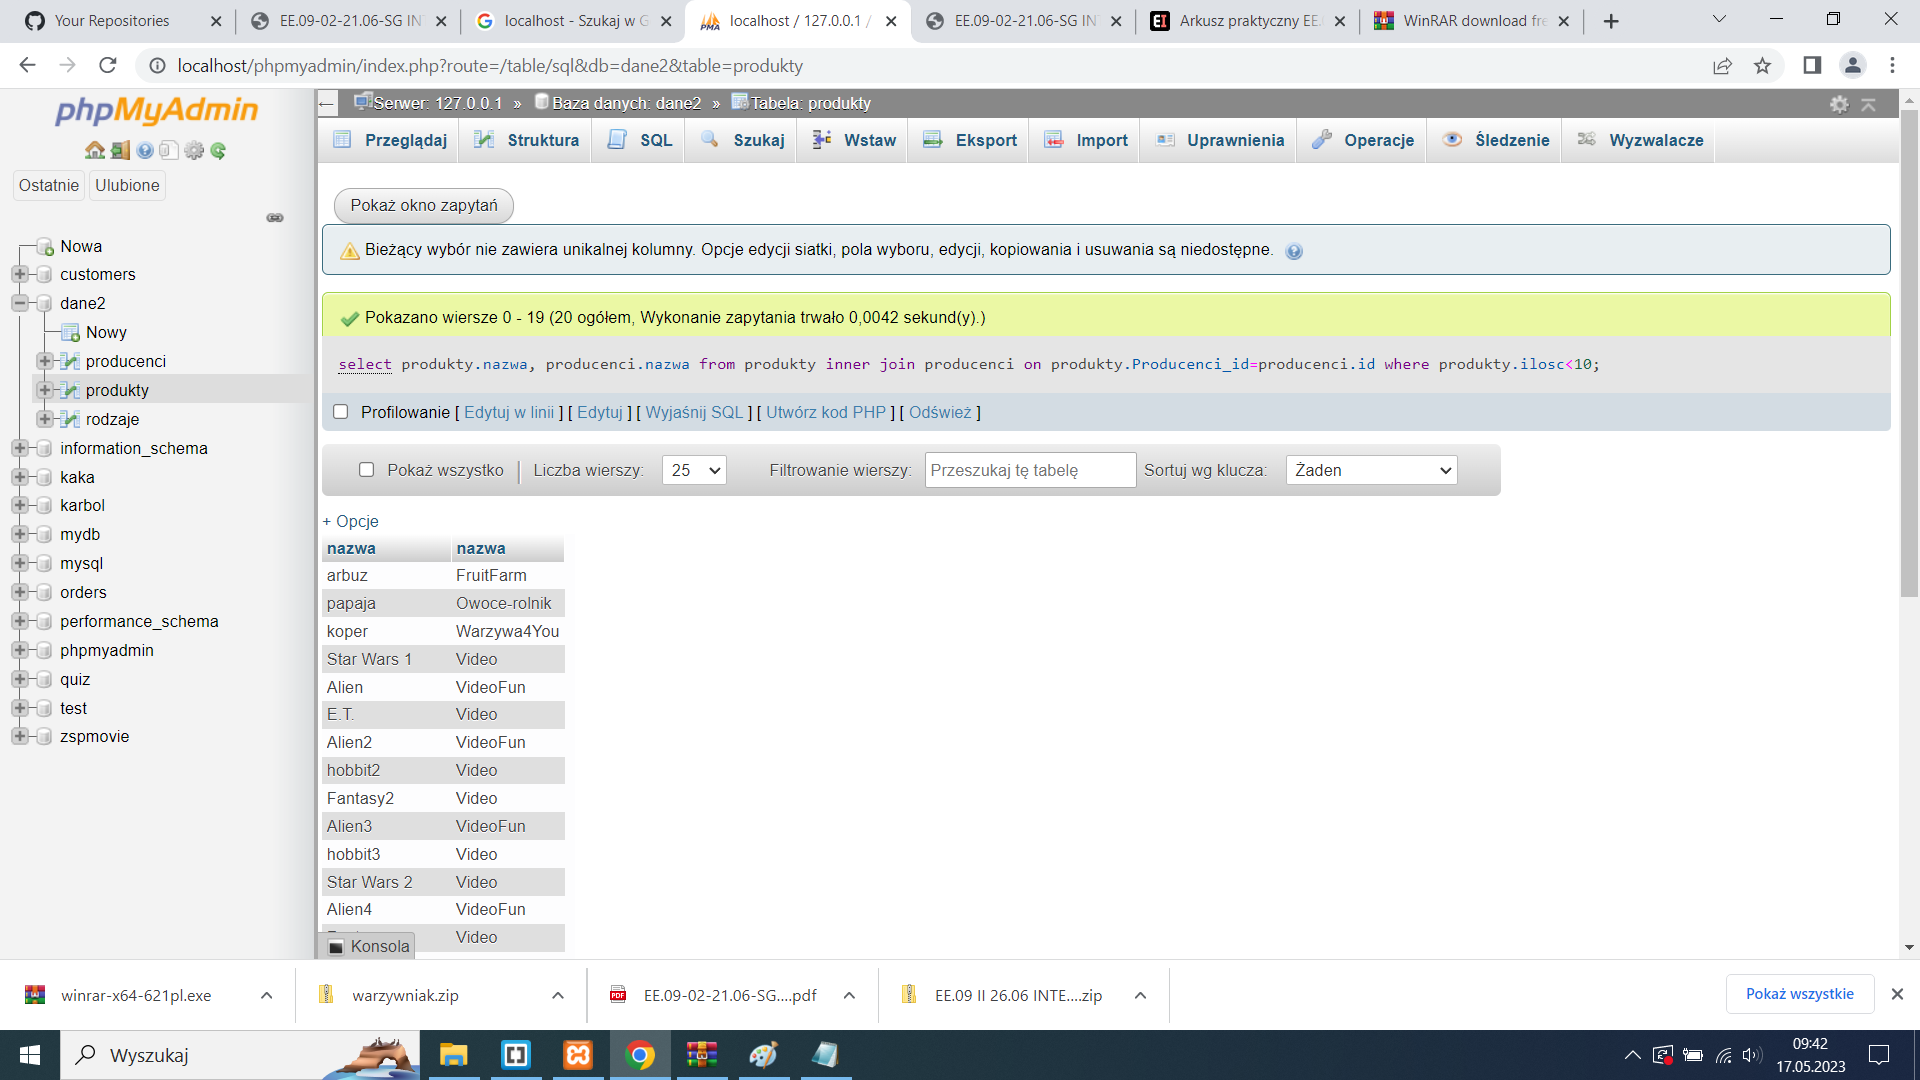 Your Repositories
EE.09-02-21.06-SG INT
localhost - Szukaj w G
localhost / 127.0.0.1 /
EE.09-02-21.06-SG INT
Arkusz praktyczny EE.
WinRAR download fre
localhost/phpmyadmin/index.php?route=/table/sql&db=dane2&table=produkty
phpMyAdmin
Ostatnie
Ulubione
Nowa
customers
dane2
Nowy
producenci
produkty
rodzaje
information_schema
kaka
karbol
mydb
mysql
orders
performance_schema
phpmyadmin
quiz
test
zspmovie
Serwer: 127.0.0.1 » Baza danych: dane2 » Tabela: produkty
Przeglądaj Struktura SQL Szukaj Wstaw Eksport Import Uprawnienia Operacje Śledzenie Wyzwalacze
Pokaż okno zapytań
Bieżący wybór nie zawiera unikalnej kolumny. Opcje edycji siatki, pola wyboru, edycji, kopiowania i usuwania są niedostępne.
Pokazano wiersze 0 - 19 (20 ogółem, Wykonanie zapytania trwało 0,0042 sekund(y).)
select produkty.nazwa, producenci.nazwa from produkty inner join producenci on produkty.Producenci_id=producenci.id where produkty.ilosc<10;
Profilowanie [ Edytuj w linii ] [ Edytuj ] [ Wyjaśnij SQL ] [ Utwórz kod PHP ] [ Odśwież ]
Pokaż wszystko Liczba wierszy: 25 Filtrowanie wierszy: Przeszukaj tę tabelę Sortuj wg klucza: Żaden
+ Opcje
nazwa nazwa
arbuz FruitFarm
papaja Owoce-rolnik
koper Warzywa4You
Star Wars 1 Video
Alien VideoFun
E.T. Video
Alien2 VideoFun
hobbit2 Video
Fantasy2 Video
Alien3 VideoFun
hobbit3 Video
Star Wars 2 Video
Alien4 VideoFun
Video
Konsola
winrar-x64-621pl.exe
warzywniak.zip
EE.09-02-21.06-SG....pdf
EE.09 II 26.06 INTE....zip
Pokaż wszystkie
Wyszukaj
09:42
17.05.2023